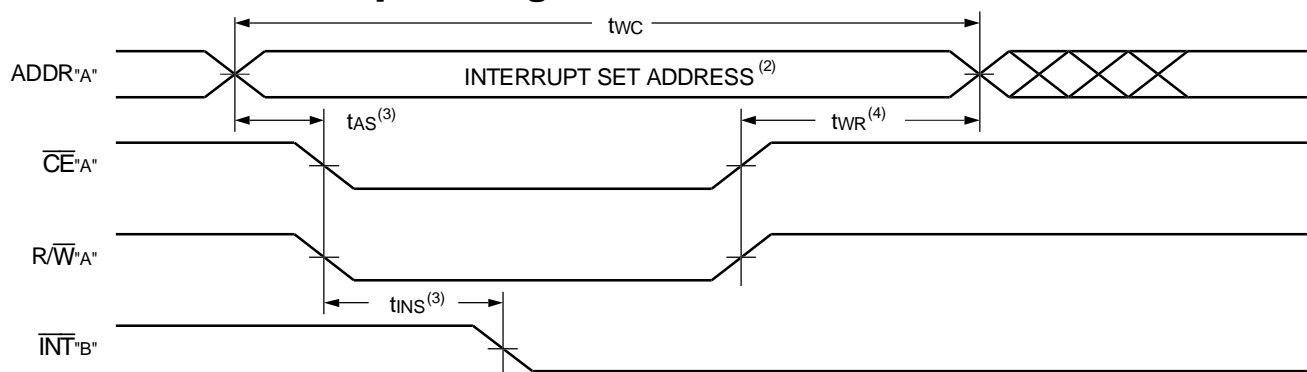 tWC
ADDR"A"
INTERRUPT SET ADDRESS(2)
tAS(3)
tWR(4)
CE"A"
R/W"A"
tINS(3)
INT"B"